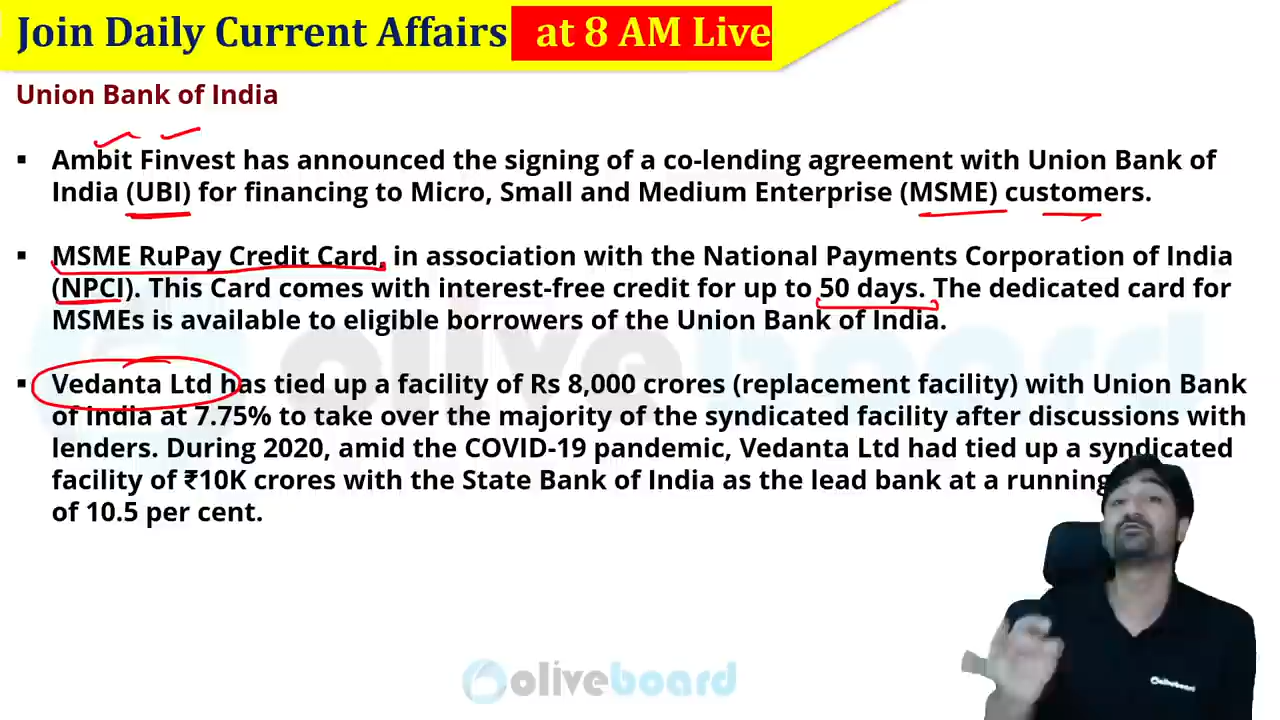 Join Daily Current Affairs at 8 AM Live
Union Bank of India
▪ Ambit Finvest has announced the signing of a co-lending agreement with Union Bank of
India (UBI) for financing to Micro, Small and Medium Enterprise (MSME) customers.
▪ MSME RuPay Credit Card, in association with the National Payments Corporation of India
(NPCI). This Card comes with interest-free credit for up to 50 days. The dedicated card for
MSMEs is available to eligible borrowers of the Union Bank of India.
▪ Vedanta Ltd has tied up a facility of Rs 8,000 crores (replacement facility) with Union Bank
of India at 7.75% to take over the majority of the syndicated facility after discussions with
lenders. During 2020, amid the COVID-19 pandemic, Vedanta Ltd had tied up a syndicated
facility of ₹10K crores with the State Bank of India as the lead bank at a running
of 10.5 per cent.
oliveboard
oliveboard
oliveboard